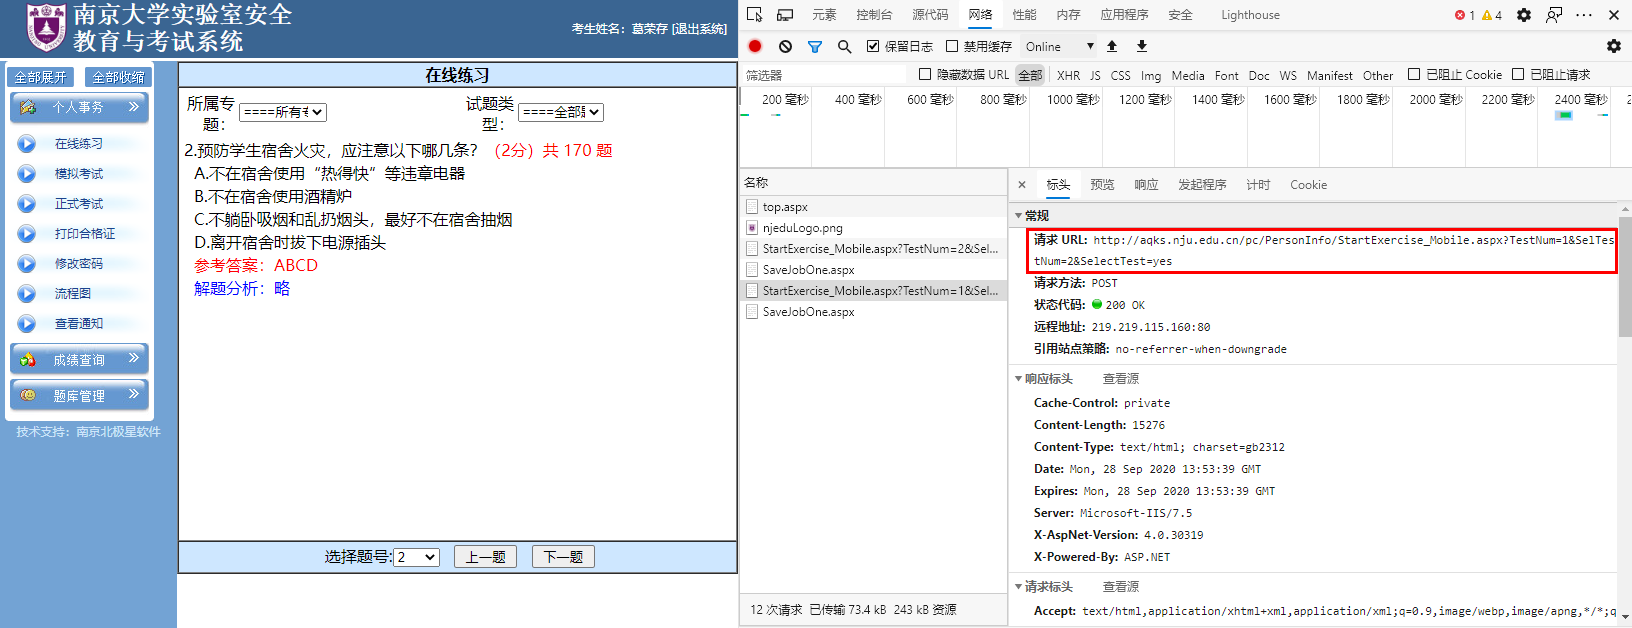 南京大学实验室安全
教育与考试系统
考生姓名：葛荣存 [退出系统]
全部展开 全部收缩
个人事务
在线练习
模拟考试
正式考试
打印合格证
修改密码
流程图
查看通知
成绩查询
题库管理
技术支持：南京北极星软件
在线练习
所属专题： ====所有专
试题类型： ====全部
2.预防学生宿舍火灾，应注意以下哪几条？（2分）共 170 题
A.不在宿舍使用“热得快”等违章电器
B.不在宿舍使用酒精炉
C.不躺卧吸烟和乱扔烟头，最好不在宿舍抽烟
D.离开宿舍时拔下电源插头
参考答案：ABCD
解题分析：略
选择题号:2 上一题 下一题
元素 控制台 源代码 网络 性能 内存 应用程序 安全 Lighthouse 1 4
保留日志 禁用缓存 Online
筛选器 隐藏数据 URL 全部 XHR JS CSS Img Media Font Doc WS Manifest Other 已阻止 Cookie 已阻止请求
200 毫秒 400 毫秒 600 毫秒 800 毫秒 1000 毫秒 1200 毫秒 1400 毫秒 1600 毫秒 1800 毫秒 2000 毫秒 2200 毫秒 2400 毫秒 2
名称
top.aspx
njeduLogo.png
StartExercise_Mobile.aspx?TestNum=2&Sel...
SaveJobOne.aspx
StartExercise_Mobile.aspx?TestNum=1&Sel...
SaveJobOne.aspx
12 次请求 已传输 73.4 kB 243 kB 资源
× 标头 预览 响应 发起程序 计时 Cookie
常规
请求 URL: http://aqks.nju.edu.cn/pc/PersonInfo/StartExercise_Mobile.aspx?TestNum=1&SelTes
tNum=2&SelectTest=yes
请求方法: POST
状态代码: 200 OK
远程地址: 219.219.115.160:80
引用站点策略: no-referrer-when-downgrade
响应标头 查看源
Cache-Control: private
Content-Length: 15276
Content-Type: text/html; charset=gb2312
Date: Mon, 28 Sep 2020 13:53:39 GMT
Expires: Mon, 28 Sep 2020 13:53:39 GMT
Server: Microsoft-IIS/7.5
X-AspNet-Version: 4.0.30319
X-Powered-By: ASP.NET
请求标头 查看源
Accept: text/html,application/xhtml+xml,application/xml;q=0.9,image/webp,image/apng,*/*;q